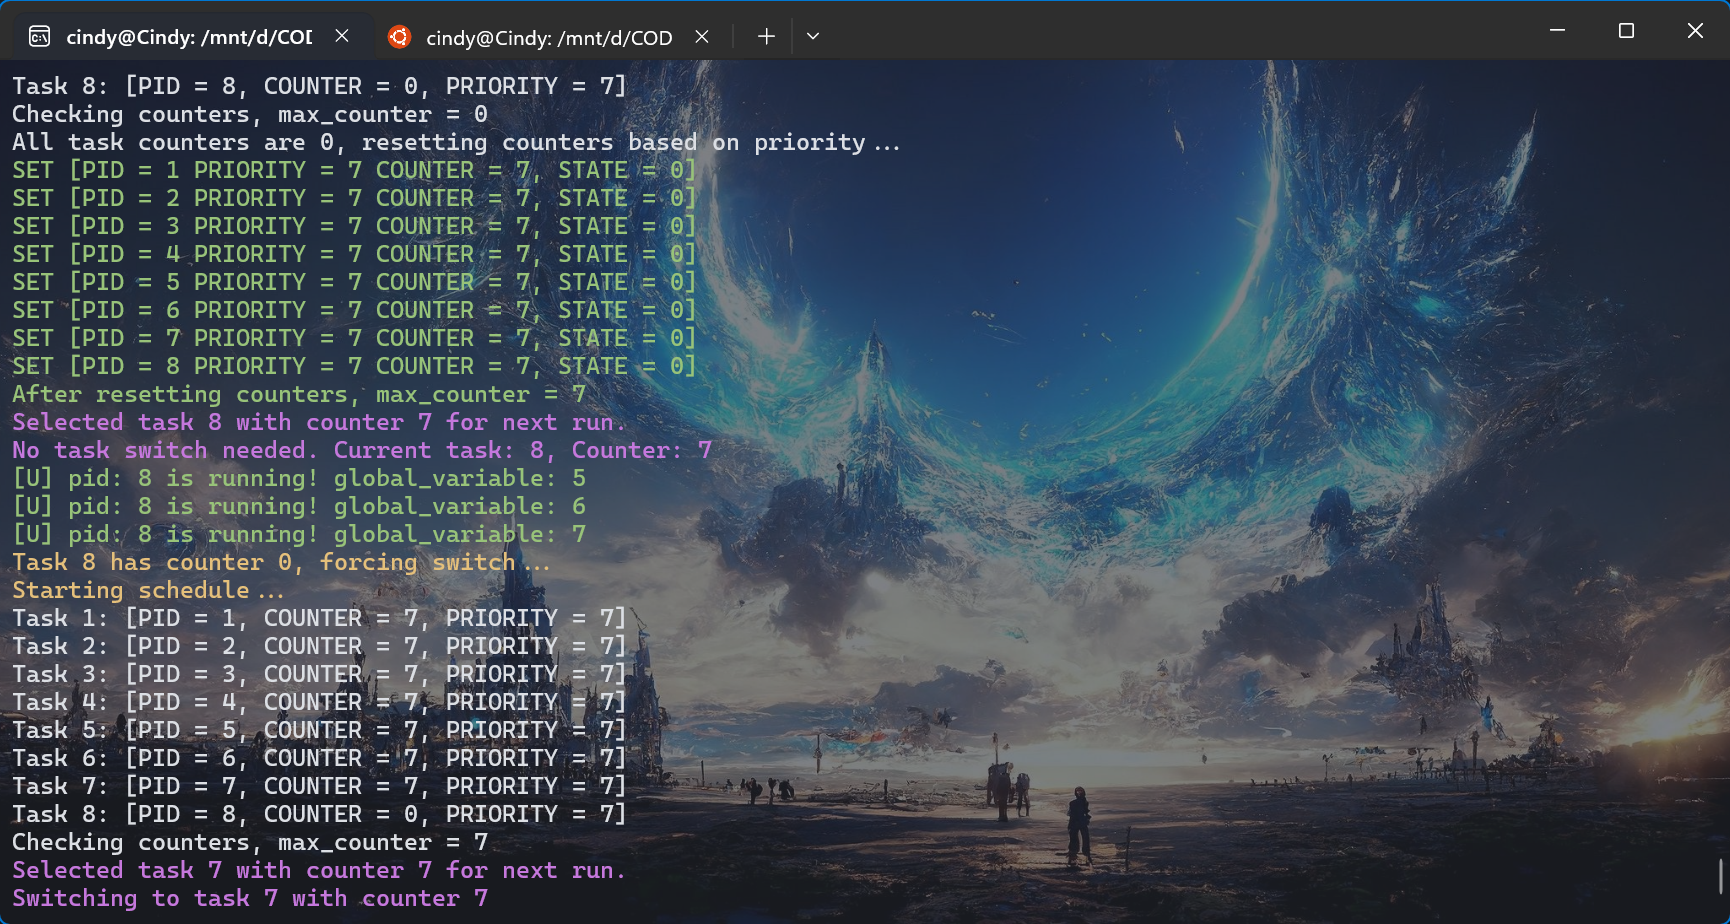 cindy@Cindy: /mnt/d/COD
cindy@Cindy: /mnt/d/COD
Task 8: [PID = 8, COUNTER = 0, PRIORITY = 7]
Checking counters, max_counter = 0
All task counters are 0, resetting counters based on priority...
SET [PID = 1 PRIORITY = 7 COUNTER = 7, STATE = 0]
SET [PID = 2 PRIORITY = 7 COUNTER = 7, STATE = 0]
SET [PID = 3 PRIORITY = 7 COUNTER = 7, STATE = 0]
SET [PID = 4 PRIORITY = 7 COUNTER = 7, STATE = 0]
SET [PID = 5 PRIORITY = 7 COUNTER = 7, STATE = 0]
SET [PID = 6 PRIORITY = 7 COUNTER = 7, STATE = 0]
SET [PID = 7 PRIORITY = 7 COUNTER = 7, STATE = 0]
SET [PID = 8 PRIORITY = 7 COUNTER = 7, STATE = 0]
After resetting counters, max_counter = 7
Selected task 8 with counter 7 for next run.
No task switch needed. Current task: 8, Counter: 7
[U] pid: 8 is running! global_variable: 5
[U] pid: 8 is running! global_variable: 6
[U] pid: 8 is running! global_variable: 7
Task 8 has counter 0, forcing switch...
Starting schedule...
Task 1: [PID = 1, COUNTER = 7, PRIORITY = 7]
Task 2: [PID = 2, COUNTER = 7, PRIORITY = 7]
Task 3: [PID = 3, COUNTER = 7, PRIORITY = 7]
Task 4: [PID = 4, COUNTER = 7, PRIORITY = 7]
Task 5: [PID = 5, COUNTER = 7, PRIORITY = 7]
Task 6: [PID = 6, COUNTER = 7, PRIORITY = 7]
Task 7: [PID = 7, COUNTER = 7, PRIORITY = 7]
Task 8: [PID = 8, COUNTER = 0, PRIORITY = 7]
Checking counters, max_counter = 7
Selected task 7 with counter 7 for next run.
Switching to task 7 with counter 7